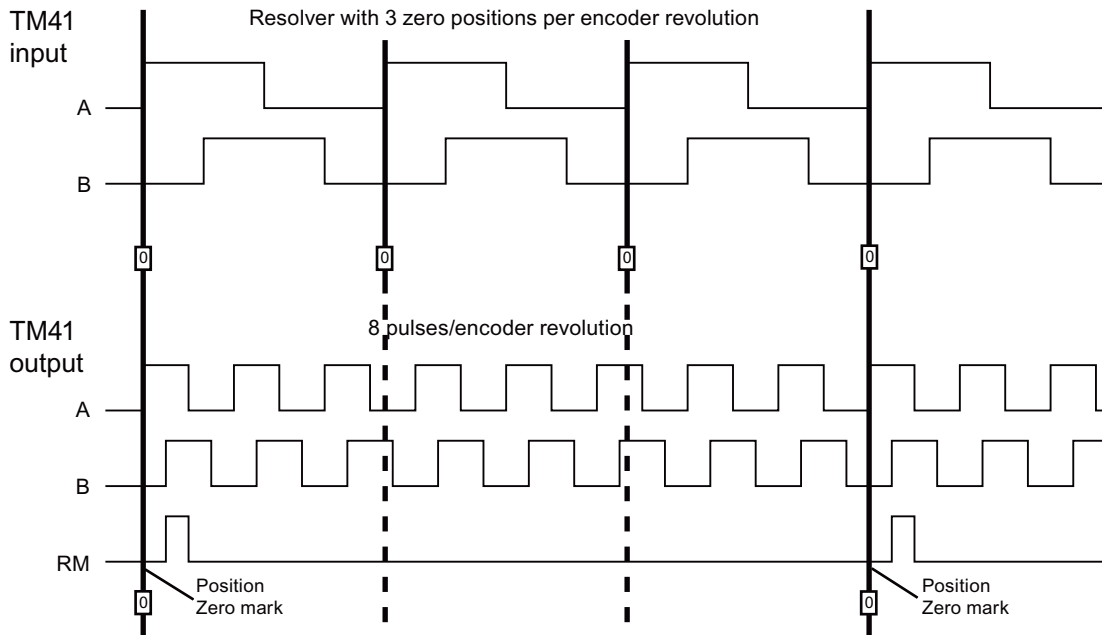 TM41
input
Resolver with 3 zero positions per encoder revolution
A
B
0 0 0 0
TM41
output
8 pulses/encoder revolution
A
B
RM
Position
Zero mark
Position
Zero mark
0 0